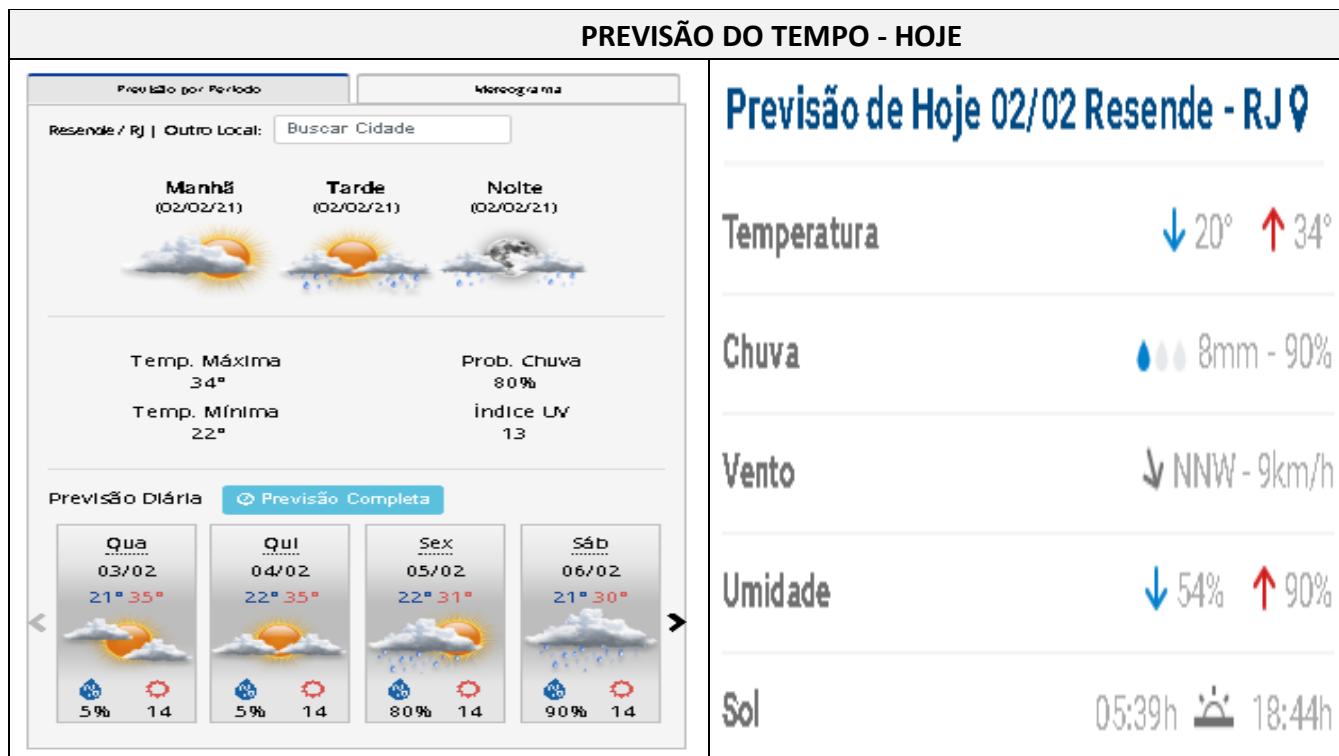 PREVISÃO DO TEMPO - HOJE
Previsão por Período
Meteograma
Resende / RJ | Outro Local: Buscar Cidade
Manhã Tarde Noite
(02/02/21) (02/02/21) (02/02/21)
Temp. Máxima Prob. Chuva
34° 80%
Temp. Mínima Índice UV
22° 13
Previsão Diária Previsão Completa
Qua Qui Sex Sáb
03/02 04/02 05/02 06/02
21° 35° 22° 35° 22° 31° 21° 30°
5% 14 5% 14 80% 14 90% 14
Previsão de Hoje 02/02 Resende - RJ
Temperatura 20° 34°
Chuva 8mm - 90%
Vento NNW - 9km/h
Umidade 54% 90%
Sol 05:39h 18:44h